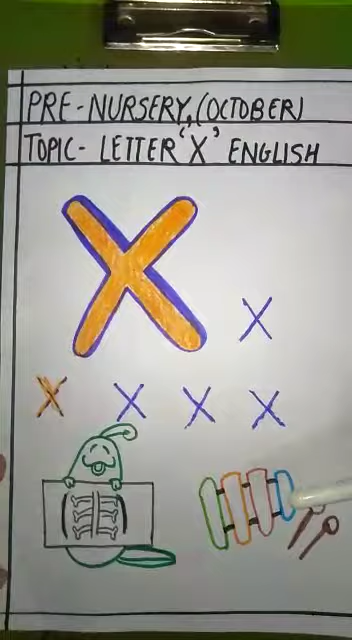 PRE-NURSERY,(OCTOBER)
TOPIC- LETTER 'X' ENGLISH
X
X
X X X X